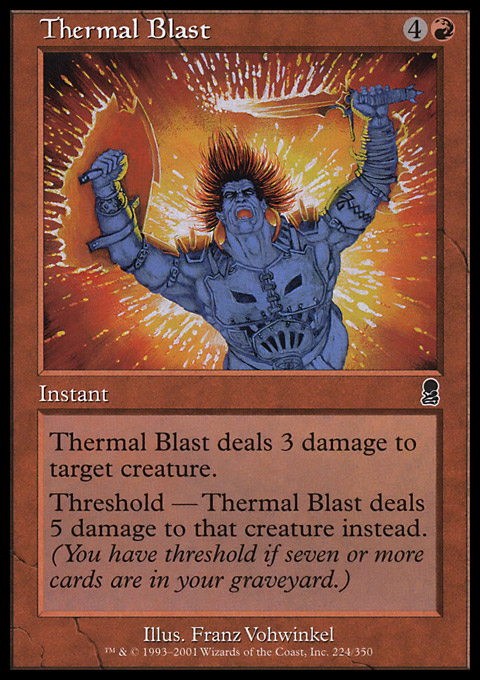 Thermal Blast 4
Instant
Thermal Blast deals 3 damage to
target creature.
Threshold — Thermal Blast deals
5 damage to that creature instead.
(You have threshold if seven or more
cards are in your graveyard.)
Illus. Franz Vohwinkel
™ & © 1993–2001 Wizards of the Coast, Inc. 224/350